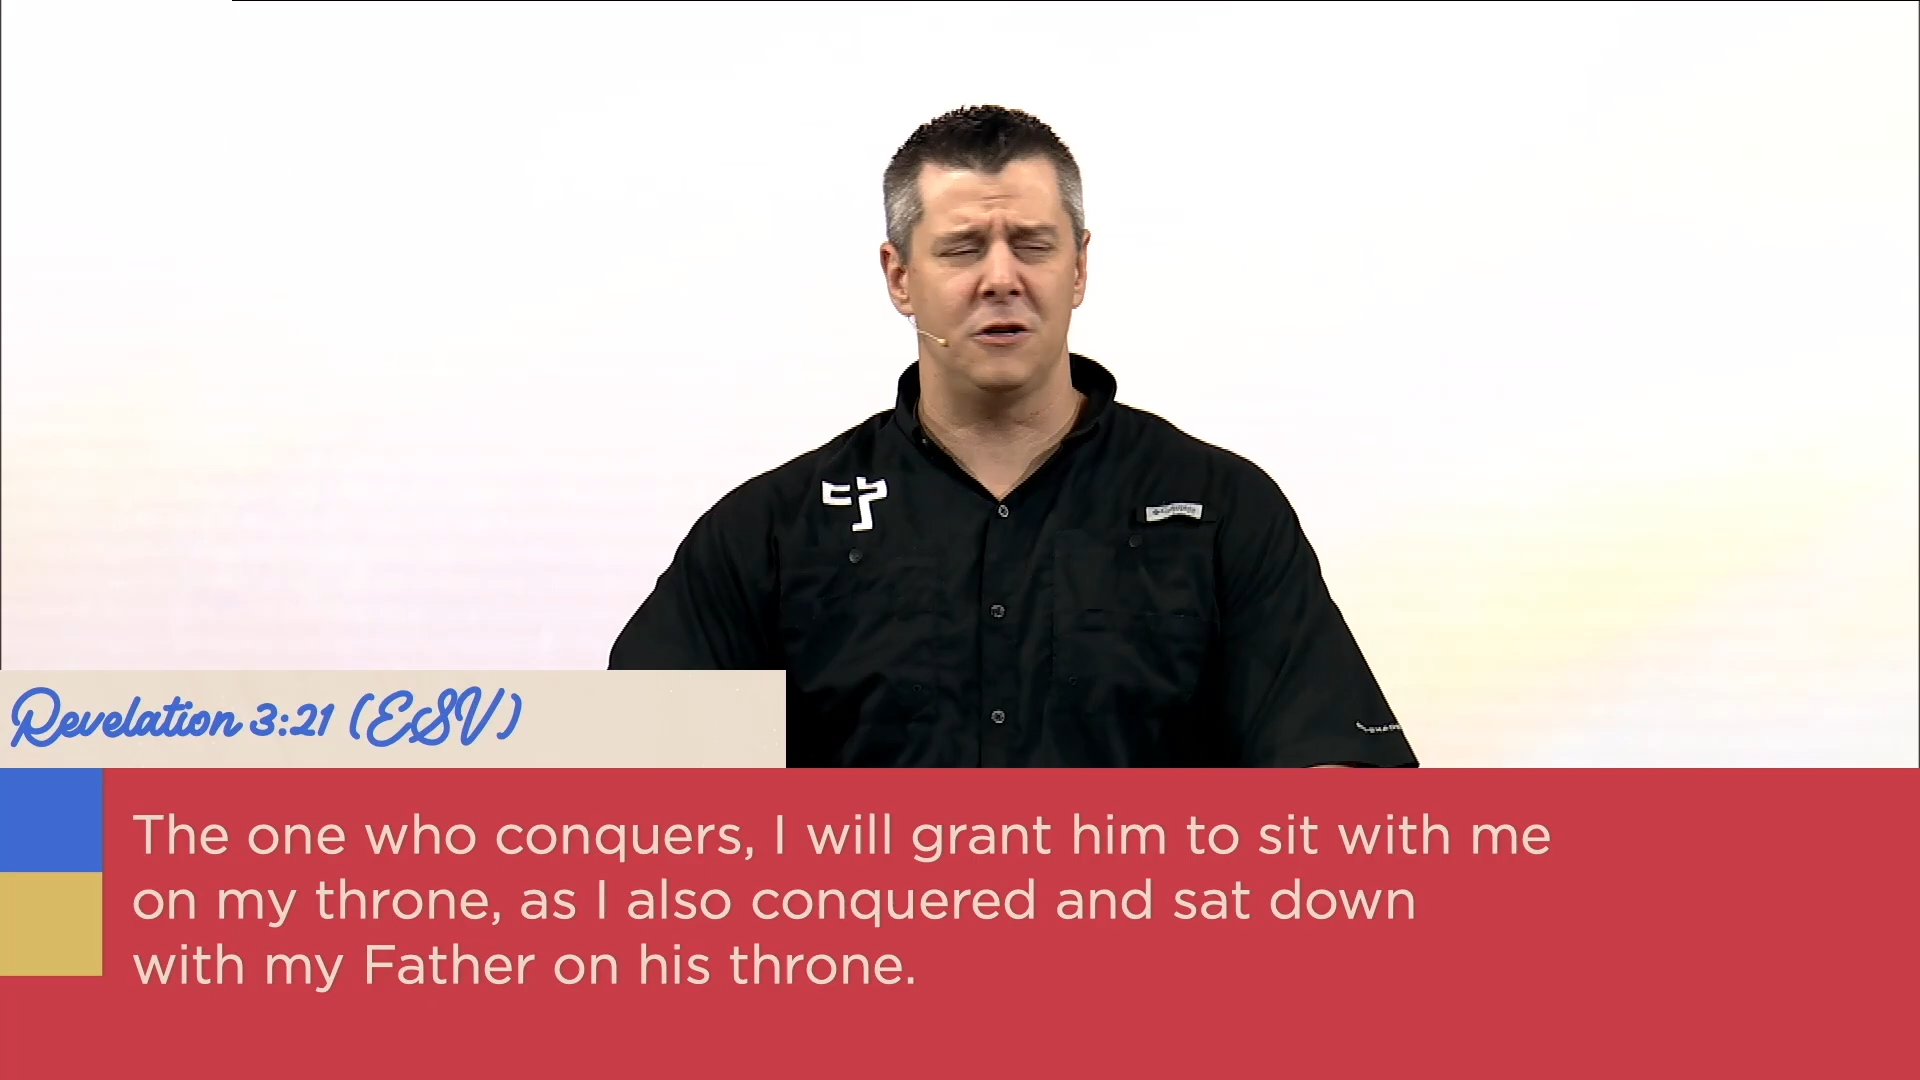 Revelation 3:21 (ESV)
The one who conquers, I will grant him to sit with me
on my throne, as I also conquered and sat down
with my Father on his throne.